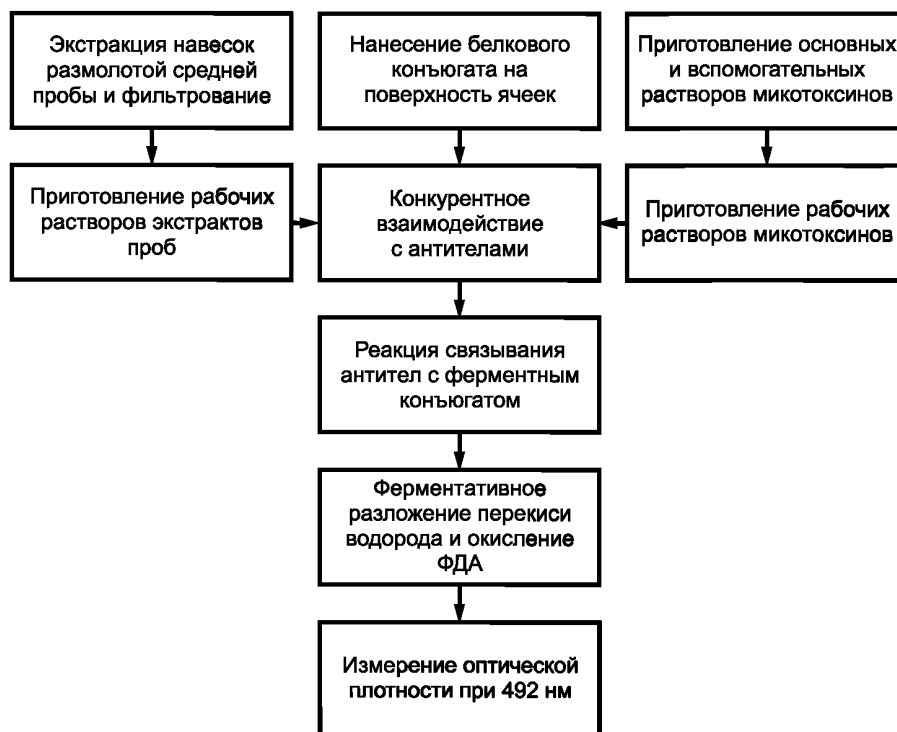 Экстракция навесок
размолотой средней
пробы и фильтрование
Нанесение белкового
конъюгата на
поверхность ячеек
Приготовление основных
и вспомогательных
растворов микотоксинов
Приготовление рабочих
растворов экстрактов
проб
Конкурентное
взаимодействие
с антителами
Приготовление рабочих
растворов микотоксинов
Реакция связывания
антител с ферментным
конъюгатом
Ферментативное
разложение перекиси
водорода и окисление
ФДА
Измерение оптической
плотности при 492 нм